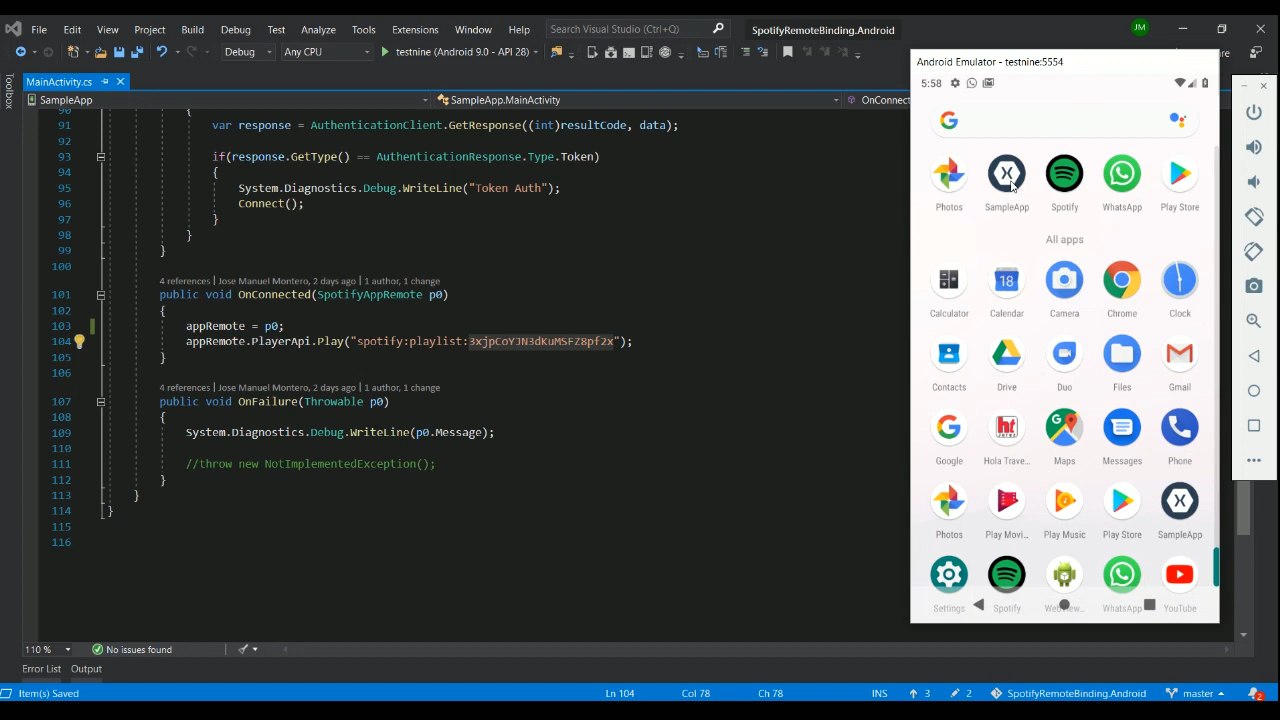 File Edit View Project Build Debug Test Analyze Tools Extensions Window Help Search Visual Studio (Ctrl+Q) SpotifyRemoteBinding.Android JM
Debug Any CPU testnine (Android 9.0 - API 28)
Toolbox
MainActivity.cs
SampleApp SampleApp.MainActivity OnConnect
90 {
91 var response = AuthenticationClient.GetResponse((int)resultCode, data);
92
93 if(response.GetType() == AuthenticationResponse.Type.Token)
94 {
95 System.Diagnostics.Debug.WriteLine("Token Auth");
96 Connect();
97 }
98 }
99 }
100
4 references | Jose Manuel Montero, 2 days ago | 1 author, 1 change
101 public void OnConnected(SpotifyAppRemote p0)
102 {
103 appRemote = p0;
104 appRemote.PlayerApi.Play("spotify:playlist:3xjpCoYJN3dKuMSFZ8pf2x");
105 }
106
4 references | Jose Manuel Montero, 2 days ago | 1 author, 1 change
107 public void OnFailure(Throwable p0)
108 {
109 System.Diagnostics.Debug.WriteLine(p0.Message);
110
111 //throw new NotImplementedException();
112 }
113 }
114 }
115
116
110 % No issues found
Error List Output
Item(s) Saved Ln 104 Col 78 Ch 78 INS 3 2 SpotifyRemoteBinding.Android master 2
Android Emulator - testnine:5554
5:58
Photos SampleApp Spotify WhatsApp Play Store
All apps
18
Calculator Calendar Camera Chrome Clock
Contacts Drive Duo Files Gmail
ht
Google Hola Trave... Maps Messages Phone
Photos Play Movi... Play Music Play Store SampleApp
Settings Spotify WebView... WhatsApp YouTube